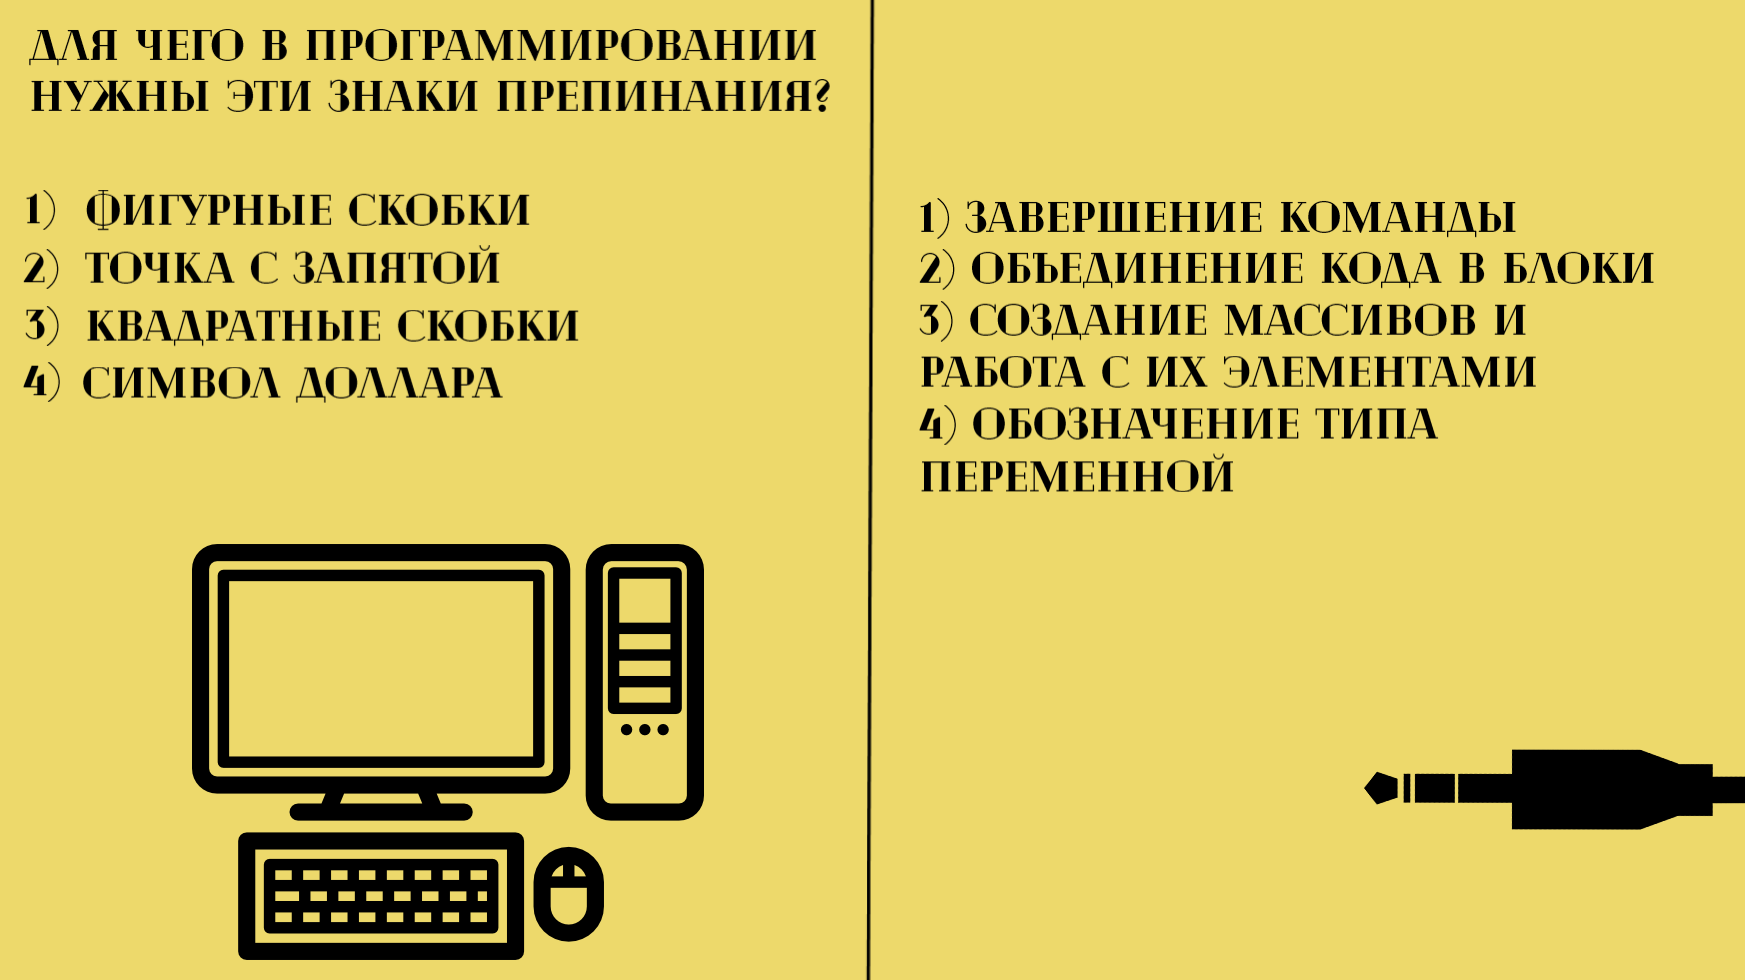 ДЛЯ ЧЕГО В ПРОГРАММИРОВАНИИ
НУЖНЫ ЭТИ ЗНАКИ ПРЕПИНАНИЯ?
1) ФИГУРНЫЕ СКОБКИ
2) ТОЧКА С ЗАПЯТОЙ
3) КВАДРАТНЫЕ СКОБКИ
4) СИМВОЛ ДОЛЛАРА
1) ЗАВЕРШЕНИЕ КОМАНДЫ
2) ОБЪЕДИНЕНИЕ КОДА В БЛОКИ
3) СОЗДАНИЕ МАССИВОВ И
РАБОТА С ИХ ЭЛЕМЕНТАМИ
4) ОБОЗНАЧЕНИЕ ТИПА
ПЕРЕМЕННОЙ